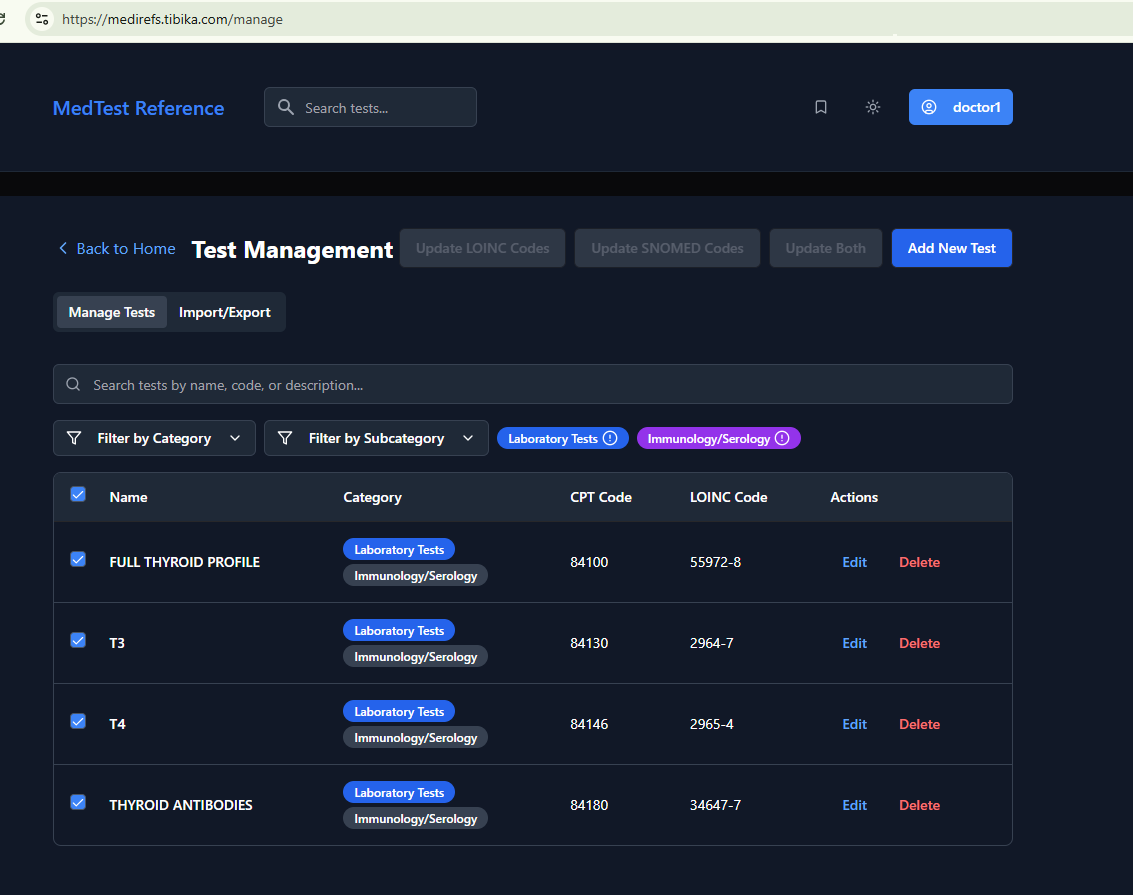 https://medirefs.tibika.com/manage
MedTest Reference
Search tests...
doctor1
Back to Home
Test Management
Update LOINC Codes
Update SNOMED Codes
Update Both
Add New Test
Manage Tests
Import/Export
Search tests by name, code, or description...
Filter by Category
Filter by Subcategory
Laboratory Tests
Immunology/Serology
Name Category CPT Code LOINC Code Actions
Laboratory Tests
FULL THYROID PROFILE 84100 55972-8 Edit Delete
Immunology/Serology
Laboratory Tests
T3 84130 2964-7 Edit Delete
Immunology/Serology
Laboratory Tests
T4 84146 2965-4 Edit Delete
Immunology/Serology
Laboratory Tests
THYROID ANTIBODIES 84180 34647-7 Edit Delete
Immunology/Serology